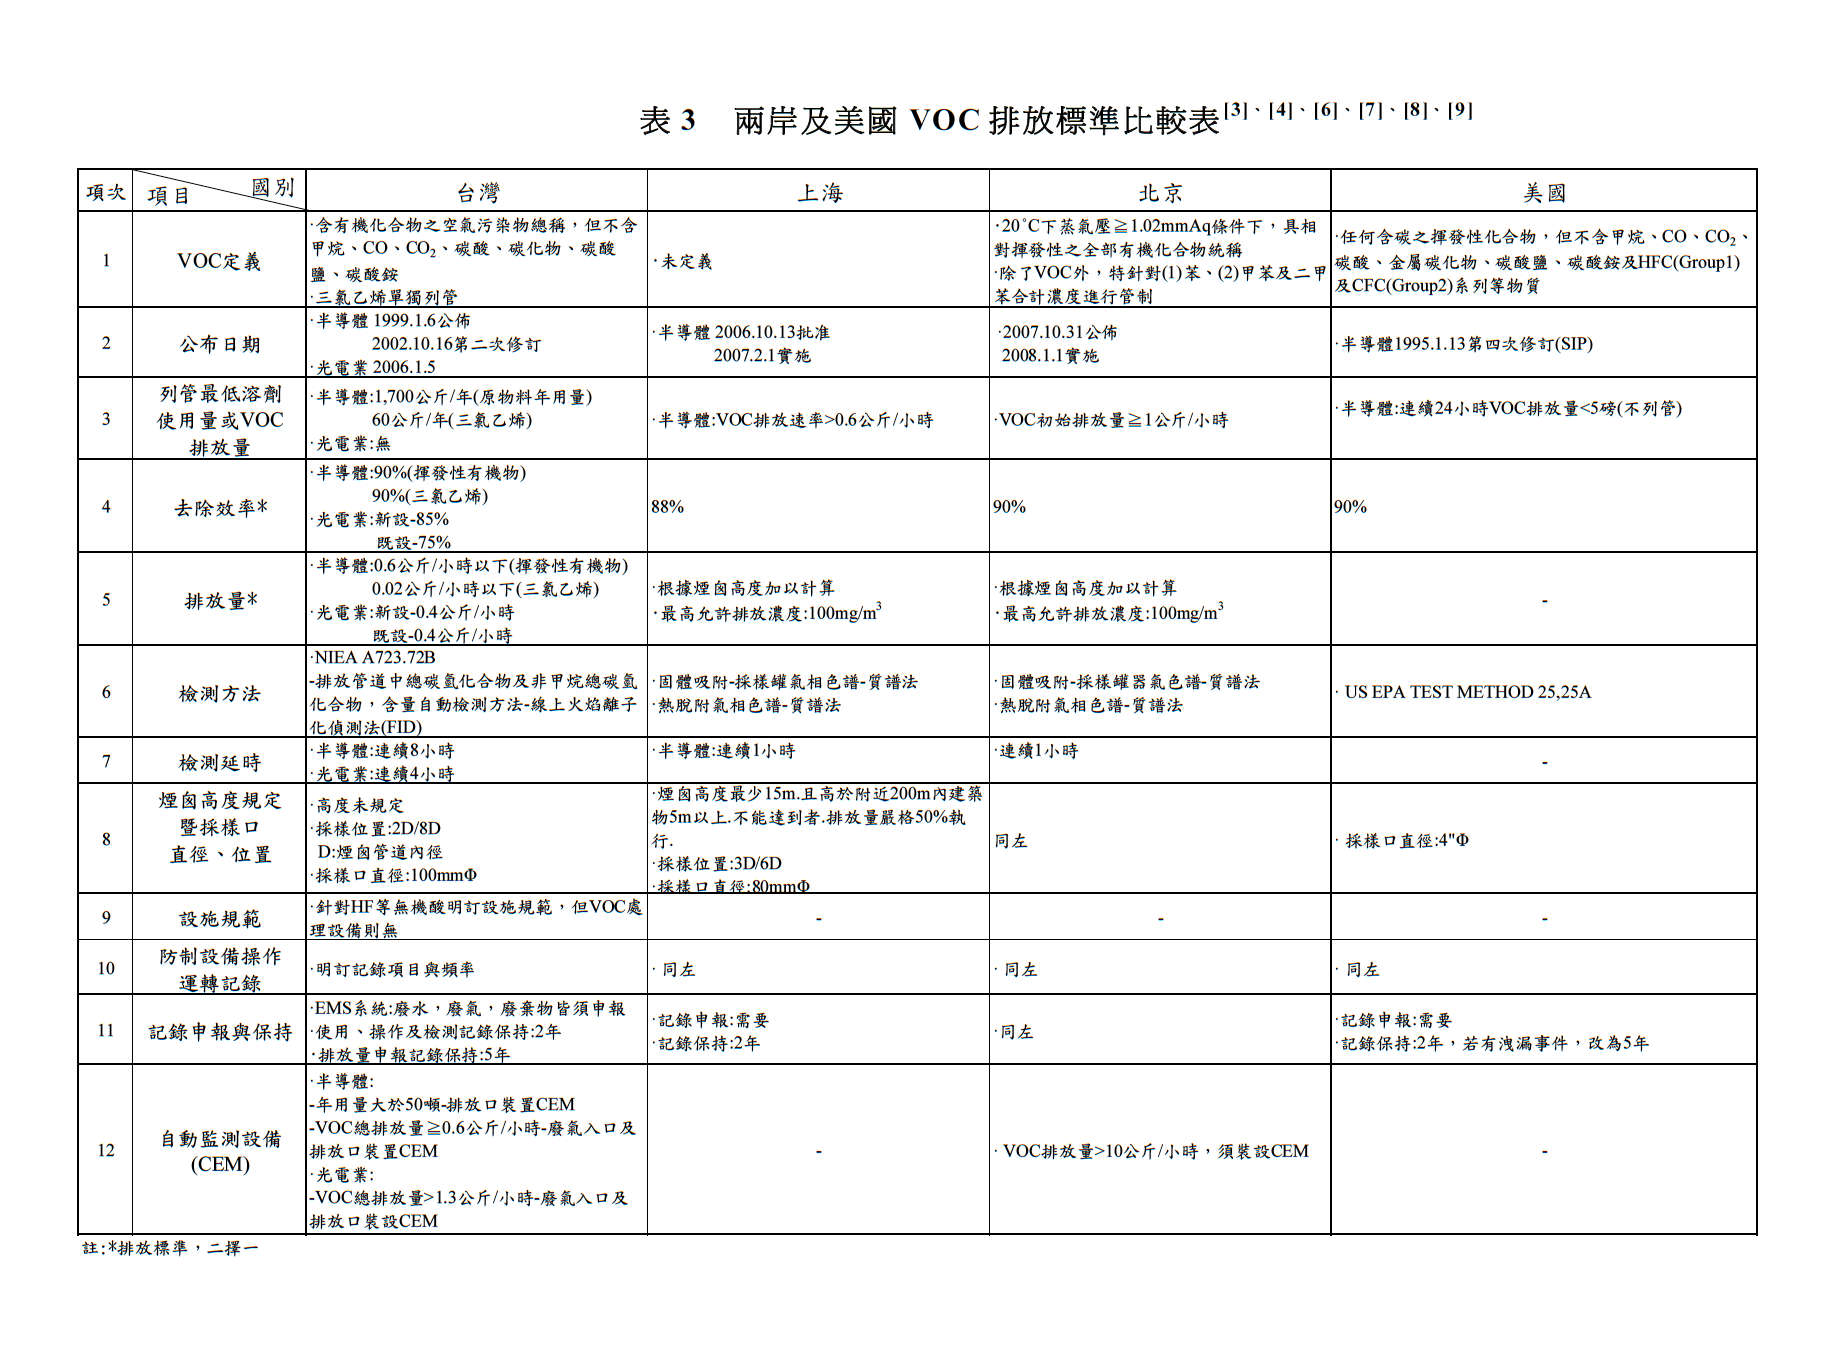 表 3 兩岸及美國 VOC 排放標準比較表[3]、[4]、[6]、[7]、[8]、[9]
項次
項目 國別
台灣
上海
北京
美國
1
VOC定義
·含有機化合物之空氣污染物總稱，但不含
甲烷、CO、CO2、碳酸、碳化物、碳酸
鹽、碳酸銨
·三氯乙烯單獨列管
·未定義
·20°C下蒸氣壓≧1.02mmAq條件下，具相
對揮發性之全部有機化合物統稱
·除了VOC外，特針對(1)苯、(2)甲苯及二甲
苯合計濃度進行管制
·任何含碳之揮發性化合物，但不含甲烷、CO、CO2、
碳酸、金屬碳化物、碳酸鹽、碳酸銨及HFC(Group1)
及CFC(Group2)系列等物質
2
公布日期
·半導體 1999.1.6公佈
2002.10.16第二次修訂
·光電業 2006.1.5
·半導體 2006.10.13批准
2007.2.1實施
·2007.10.31公佈
2008.1.1實施
·半導體1995.1.13第四次修訂(SIP)
3
列管最低溶劑
使用量或VOC
排放量
·半導體:1,700公斤/年(原物料年用量)
60公斤/年(三氯乙烯)
·光電業:無
·半導體:VOC排放速率>0.6公斤/小時
·VOC初始排放量≧1公斤/小時
·半導體:連續24小時VOC排放量<5磅(不列管)
4
去除效率*
·半導體:90%(揮發性有機物)
90%(三氯乙烯)
·光電業:新設-85%
既設-75%
88%
90%
90%
5
排放量*
·半導體:0.6公斤/小時以下(揮發性有機物)
0.02公斤/小時以下(三氯乙烯)
·光電業:新設-0.4公斤/小時
既設-0.4公斤/小時
·根據煙囪高度加以計算
·最高允許排放濃度:100mg/m3
·根據煙囪高度加以計算
·最高允許排放濃度:100mg/m3
-
6
檢測方法
·NIEA A723.72B
-排放管道中總碳氫化合物及非甲烷總碳氫
化合物，含量自動檢測方法-線上火焰離子
化偵測法(FID)
·固體吸附-採樣罐氣相色譜-質譜法
·熱脫附氣相色譜-質譜法
·固體吸附-採樣罐器氣色譜-質譜法
·熱脫附氣相色譜-質譜法
· US EPA TEST METHOD 25,25A
7
檢測延時
·半導體:連續8小時
·光電業:連續4小時
·半導體:連續1小時
·連續1小時
-
8
煙囪高度規定
暨採樣口
直徑、位置
·高度未規定
·採樣位置:2D/8D
D:煙囪管道內徑
·採樣口直徑:100mmΦ
·煙囪高度最少15m.且高於附近200m內建築
物5m以上.不能達到者.排放量嚴格50%執
行.
·採樣位置:3D/6D
·採樣口直徑:80mmΦ
同左
· 採樣口直徑:4"Φ
9
設施規範
·針對HF等無機酸明訂設施規範，但VOC處
理設備則無
-
-
-
10
防制設備操作
運轉記錄
·明訂記錄項目與頻率
· 同左
· 同左
· 同左
11
記錄申報與保持
·EMS系統:廢水，廢氣，廢棄物皆須申報
·使用、操作及檢測記錄保持:2年
·排放量申報記錄保持:5年
·記錄申報:需要
·記錄保持:2年
·同左
·記錄申報:需要
·記錄保持:2年，若有洩漏事件，改為5年
12
自動監測設備
(CEM)
·半導體:
-年用量大於50噸-排放口裝置CEM
-VOC總排放量≧0.6公斤/小時-廢氣入口及
排放口裝置CEM
·光電業:
-VOC總排放量>1.3公斤/小時-廢氣入口及
排放口裝設CEM
-
· VOC排放量>10公斤/小時，須裝設CEM
-
註:*排放標準，二擇一